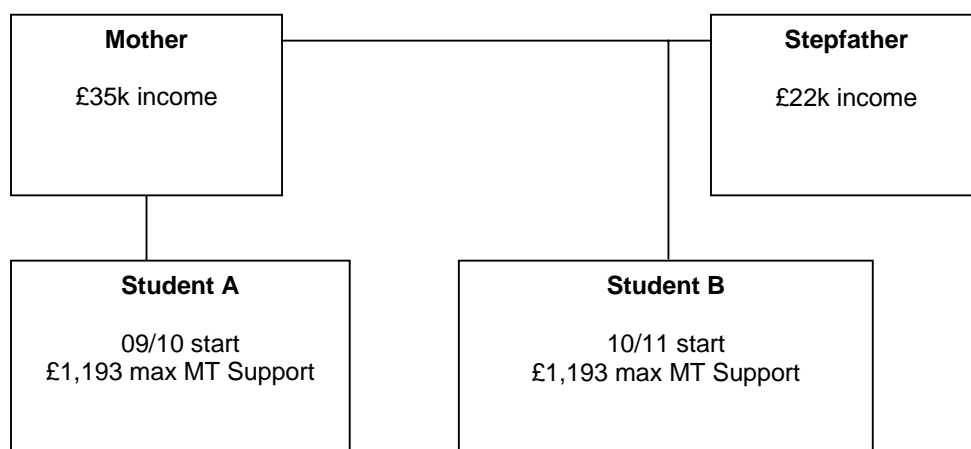 Mother
£35k income
Stepfather
£22k income
Student A
09/10 start
£1,193 max MT Support
Student B
10/11 start
£1,193 max MT Support